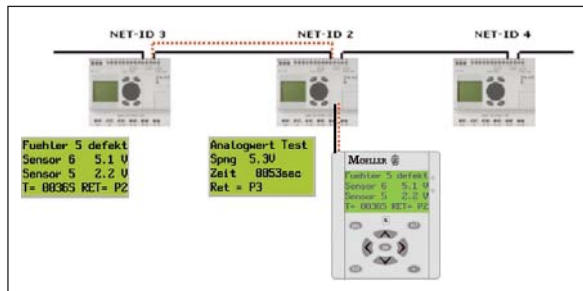 NET-ID 3
NET-ID 2
NET-ID 4
Fuehler 5 defekt
Sensor 6 5.1 V
Sensor 5 2.2 V
T= 0036S RET= P2
Analogwert Test
Spng 5,3V
Zeit 0053sec
Ret = P3
MOELLER
Fuehler 5 defekt
Sensor 6 5.1 V
Sensor 5 2.2 V
T= 0036S RET= P2